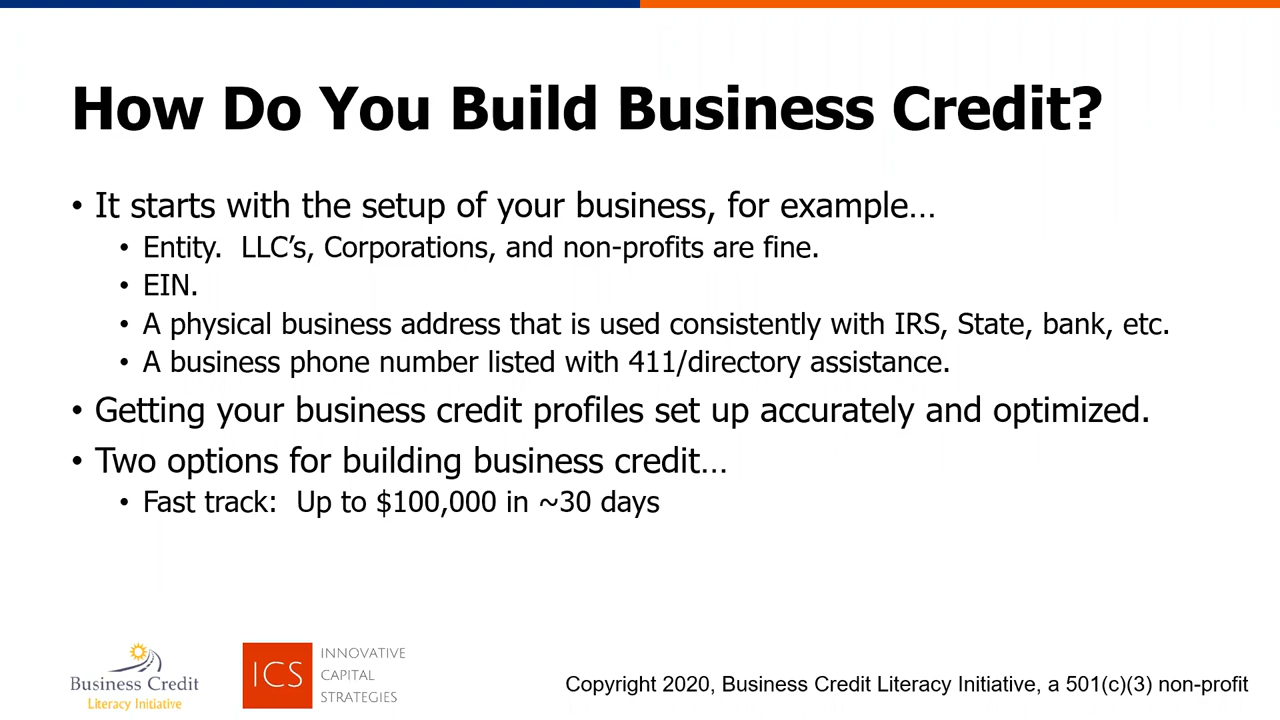 How Do You Build Business Credit?
• It starts with the setup of your business, for example…
• Entity.  LLC’s, Corporations, and non-profits are fine.
• EIN.
• A physical business address that is used consistently with IRS, State, bank, etc.
• A business phone number listed with 411/directory assistance.
• Getting your business credit profiles set up accurately and optimized.
• Two options for building business credit…
• Fast track:  Up to $100,000 in ~30 days
Business Credit
Literacy Initiative
ICS
INNOVATIVE
CAPITAL
STRATEGIES
Copyright 2020, Business Credit Literacy Initiative, a 501(c)(3) non-profit